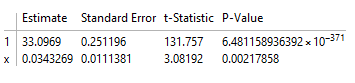 Estimate Standard Error t-Statistic P-Value
1 33.0969 0.251196 131.757 6.481158936392 × 10⁻³⁷¹
x 0.0343269 0.0111381 3.08192 0.00217858